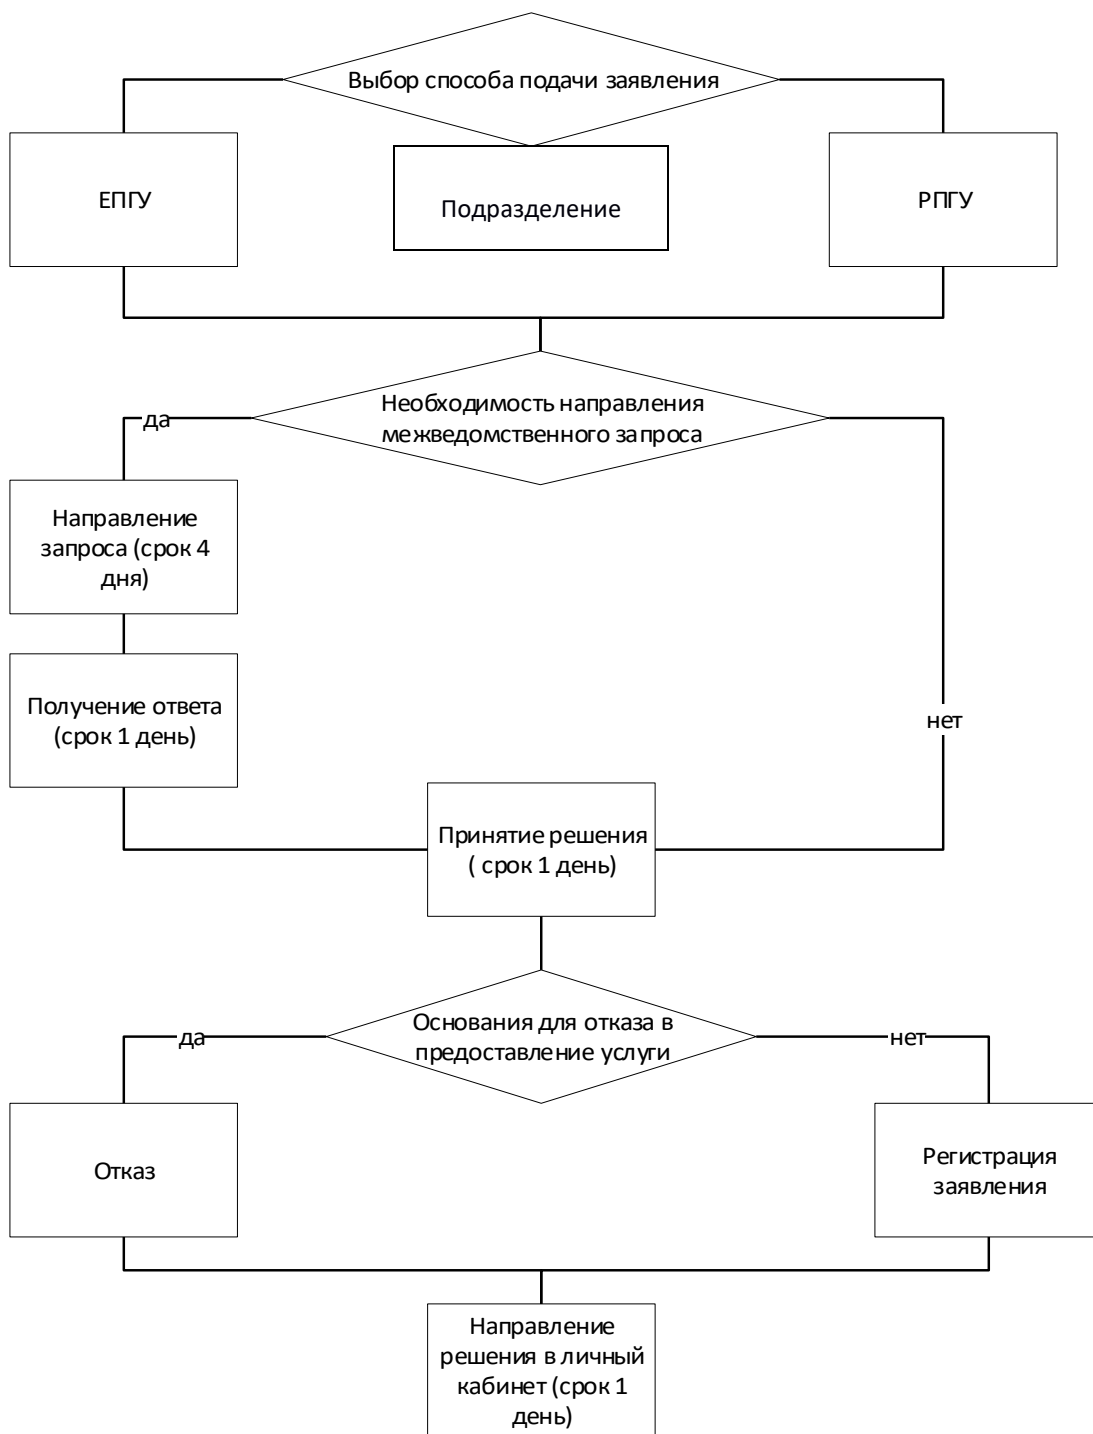 Выбор способа подачи заявления
ЕПГУ
Подразделение
РПГУ
Необходимость направления
межведомственного запроса
да
Направление
запроса (срок 4
дня)
Получение ответа
(срок 1 день)
нет
Принятие решения
( срок 1 день)
Основания для отказа в
предоставление услуги
да
нет
Отказ
Регистрация
заявления
Направление
решения в личный
кабинет (срок 1
день)